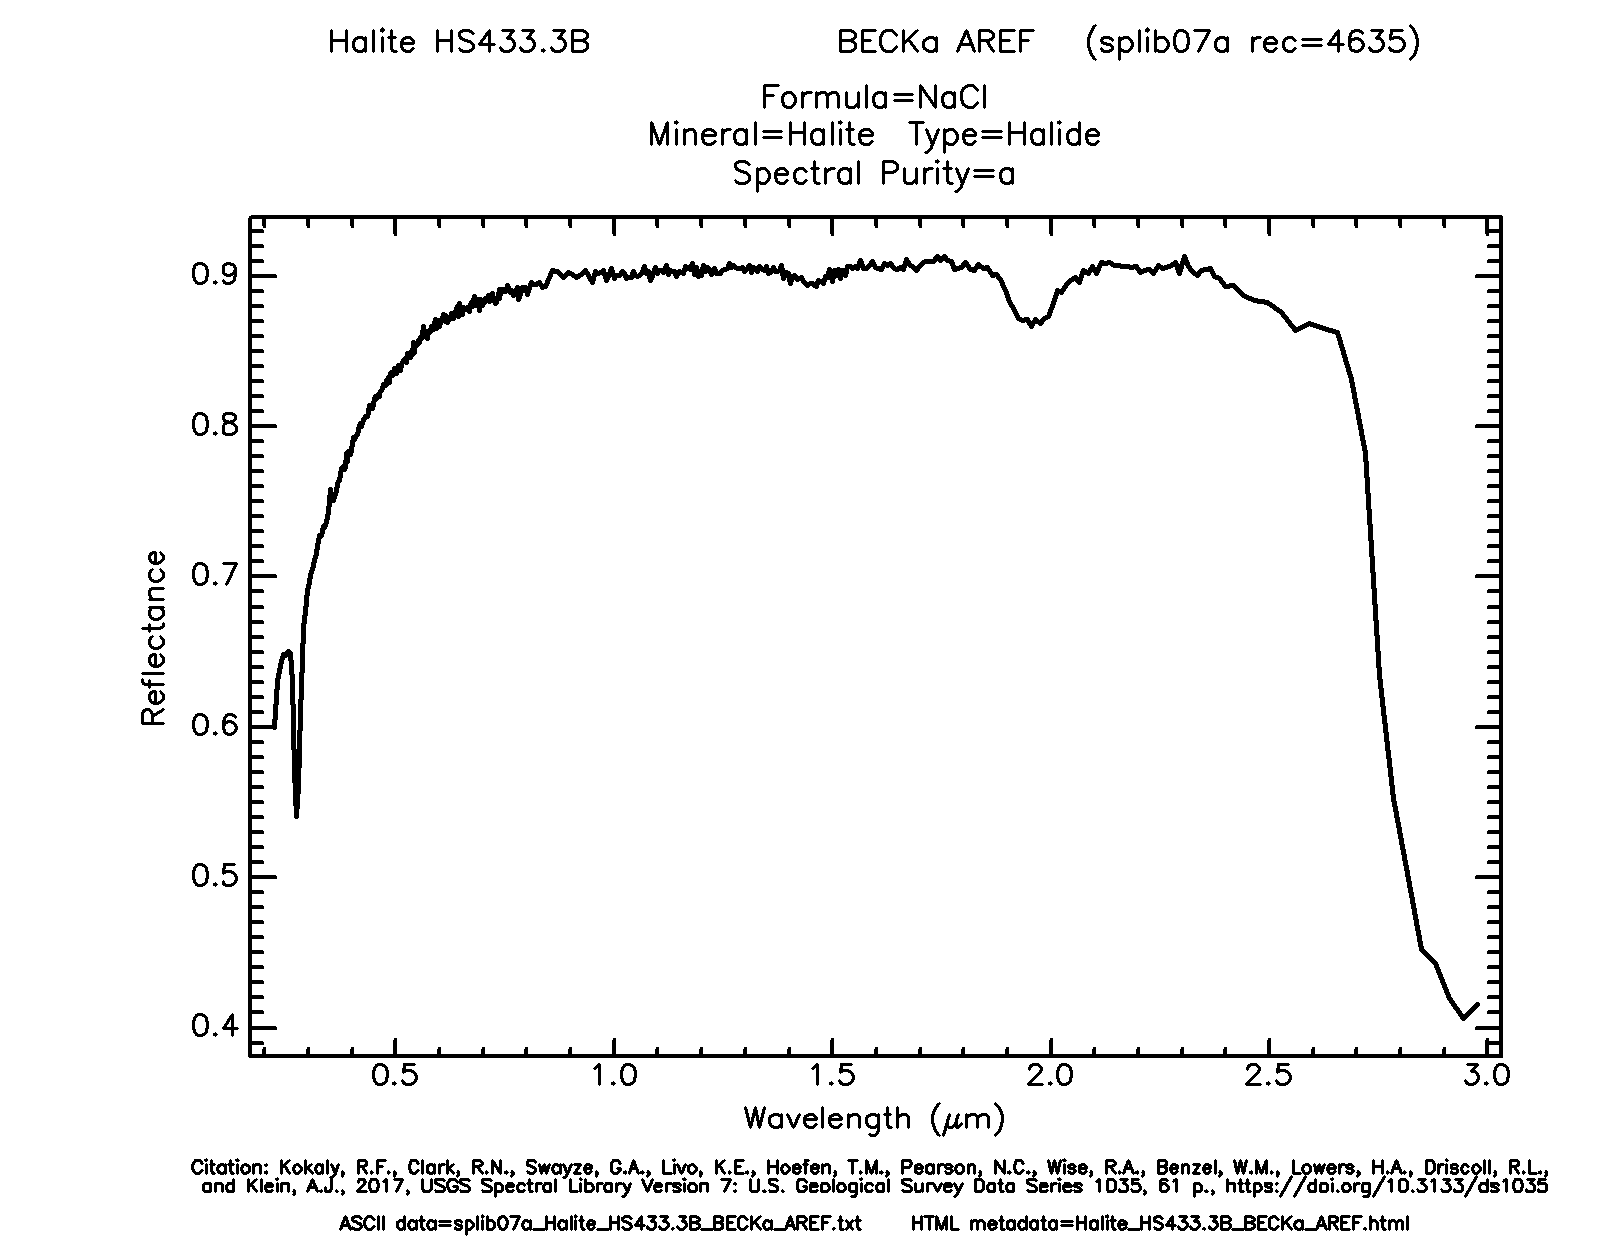 Halite HS433.3B BECKa AREF (splib07a rec=4635)
Formula=NaCl
Mineral=Halite Type=Halide
Spectral Purity=a
Reflectance
0.9
0.8
0.7
0.6
0.5
0.4
0.5 1.0 1.5 2.0 2.5 3.0
Wavelength (μm)
Citation: Kokaly, R.F., Clark, R.N., Swayze, G.A., Livo, K.E., Hoefen, T.M., Pearson, N.C., Wise, R.A., Benzel, W.M., Lowers, H.A., Driscoll, R.L.,
and Klein, A.J., 2017, USGS Spectral Library Version 7: U.S. Geological Survey Data Series 1035, 61 p., https://doi.org/10.3133/ds1035
ASCII data=splib07a_Halite_HS433.3B_BECKa_AREF.txt HTML metadata=Halite_HS433.3B_BECKa_AREF.html